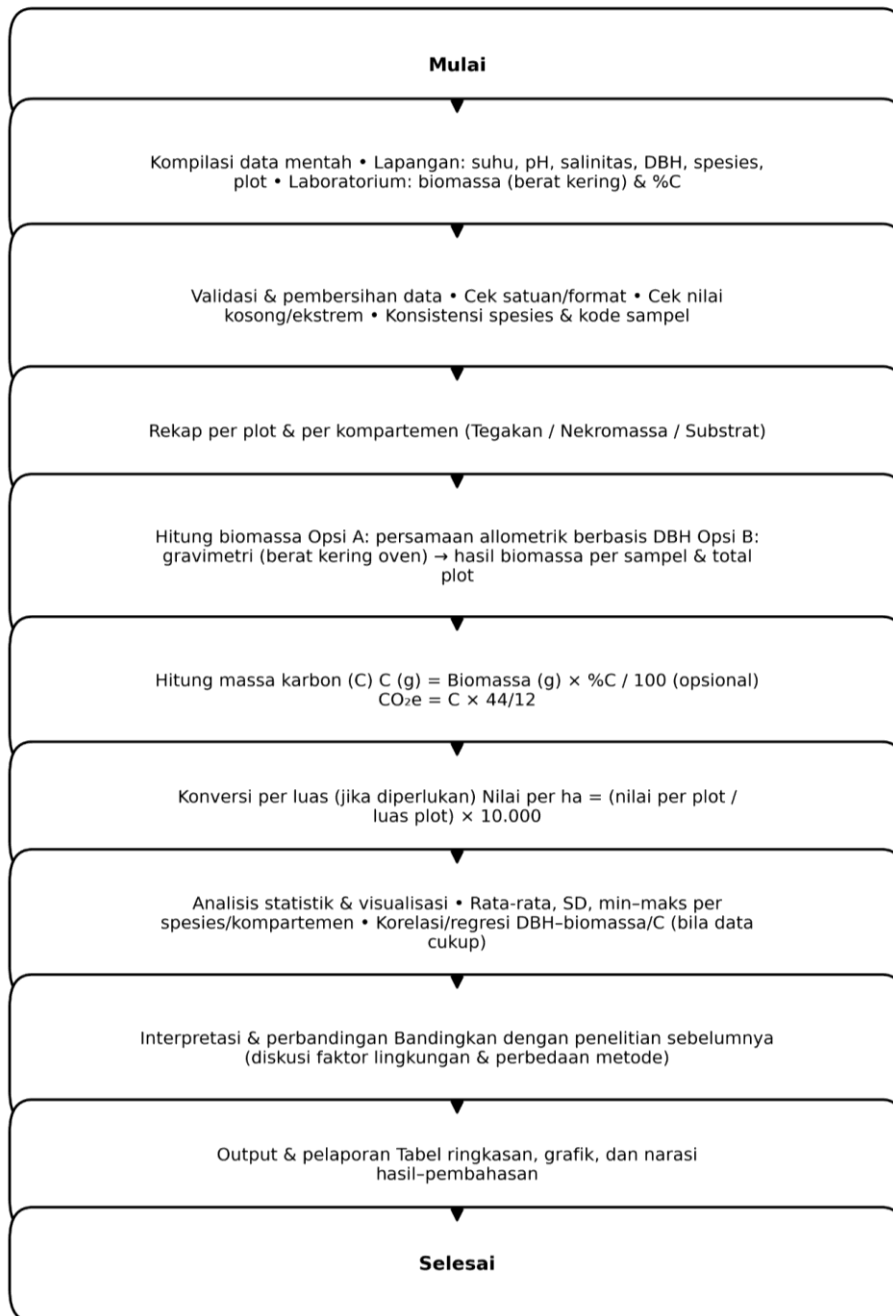 Mulai
Kompilasi data mentah • Lapangan: suhu, pH, salinitas, DBH, spesies,
plot • Laboratorium: biomassa (berat kering) & %C
Validasi & pembersihan data • Cek satuan/format • Cek nilai
kosong/ekstrem • Konsistensi spesies & kode sampel
Rekap per plot & per kompartemen (Tegakan / Nekromassa / Substrat)
Hitung biomassa Opsi A: persamaan allometrik berbasis DBH Opsi B:
gravimetri (berat kering oven) → hasil biomassa per sampel & total
plot
Hitung massa karbon (C) C (g) = Biomassa (g) × %C / 100 (opsional)
CO₂e = C × 44/12
Konversi per luas (jika diperlukan) Nilai per ha = (nilai per plot /
luas plot) × 10.000
Analisis statistik & visualisasi • Rata-rata, SD, min–maks per
spesies/kompartemen • Korelasi/regresi DBH–biomassa/C (bila data
cukup)
Interpretasi & perbandingan Bandingkan dengan penelitian sebelumnya
(diskusi faktor lingkungan & perbedaan metode)
Output & pelaporan Tabel ringkasan, grafik, dan narasi
hasil–pembahasan
Selesai